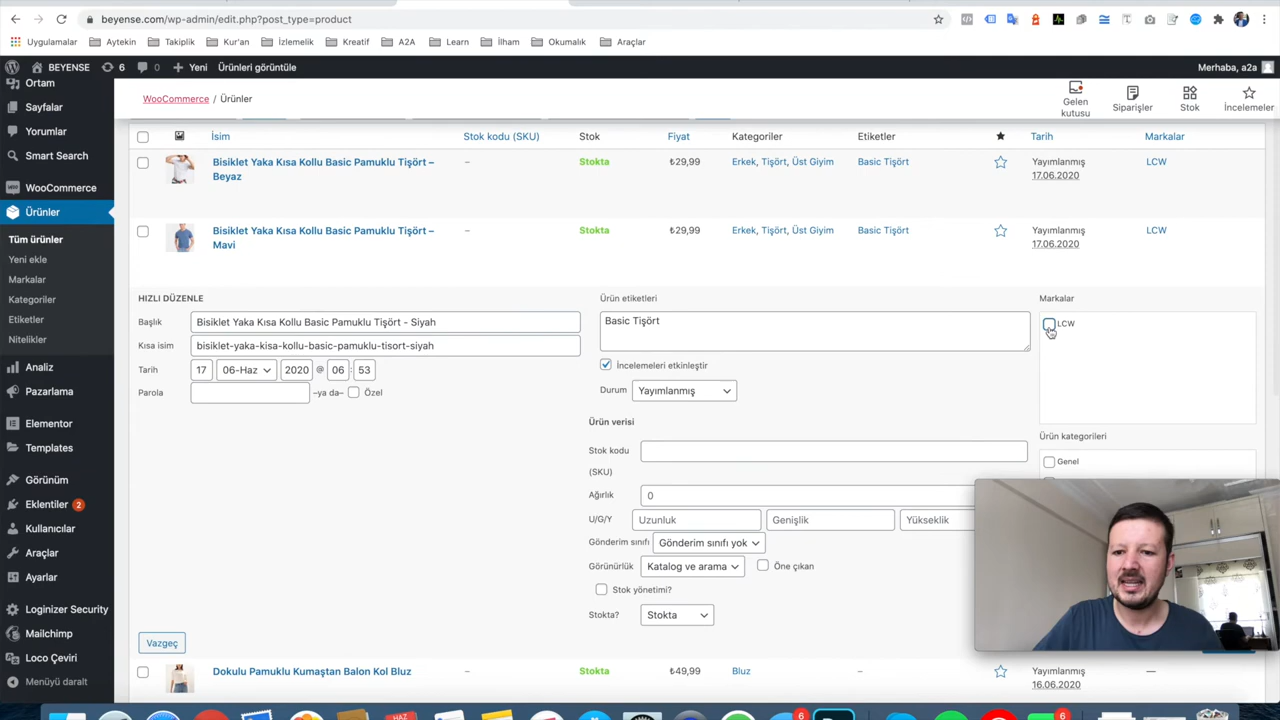 beyense.com/wp-admin/edit.php?post_type=product
Uygulamalar Aytekin Takiplik Kur'an İzlemelik Kreatif A2A Learn İlham Okumalık Araçlar
BEYENSE 6 0 Yeni Ürünleri görüntüle Merhaba, a2a
Ortam
Sayfalar
Yorumlar
Smart Search
WooCommerce
Ürünler
Tüm ürünler
Yeni ekle
Markalar
Kategoriler
Etiketler
Nitelikler
Analiz
Pazarlama
Elementor
Templates
Görünüm
Eklentiler 2
Kullanıcılar
Araçlar
Ayarlar
Loginizer Security
Mailchimp
Loco Çeviri
Menüyü daralt
WooCommerce / Ürünler
Gelen kutusu
Siparişler
Stok
İncelemeler
İsim Stok kodu (SKU) Stok Fiyat Kategoriler Etiketler Tarih Markalar
Bisiklet Yaka Kısa Kollu Basic Pamuklu Tişört – – Stokta ₺29,99 Erkek, Tişört, Üst Giyim Basic Tişört Yayımlanmış LCW
Beyaz 17.06.2020
Bisiklet Yaka Kısa Kollu Basic Pamuklu Tişört – – Stokta ₺29,99 Erkek, Tişört, Üst Giyim Basic Tişört Yayımlanmış LCW
Mavi 17.06.2020
HIZLI DÜZENLE
Başlık Bisiklet Yaka Kısa Kollu Basic Pamuklu Tişört - Siyah
Kısa isim bisiklet-yaka-kisa-kollu-basic-pamuklu-tisort-siyah
Tarih 17 06-Haz 2020 @ 06 : 53
Parola –ya da– Özel
Ürün etiketleri
Basic Tişört
İncelemeleri etkinleştir
Durum Yayımlanmış
Ürün verisi
Stok kodu
(SKU)
Ağırlık 0
U/G/Y Uzunluk Genişlik Yükseklik
Gönderim sınıfı Gönderim sınıfı yok
Görünürlük Katalog ve arama Öne çıkan
Stok yönetimi?
Stokta? Stokta
Markalar
LCW
Ürün kategorileri
Genel
Vazgeç
Dokulu Pamuklu Kumaştan Balon Kol Bluz – Stokta ₺49,99 Bluz – Yayımlanmış —
16.06.2020
HAZ
6